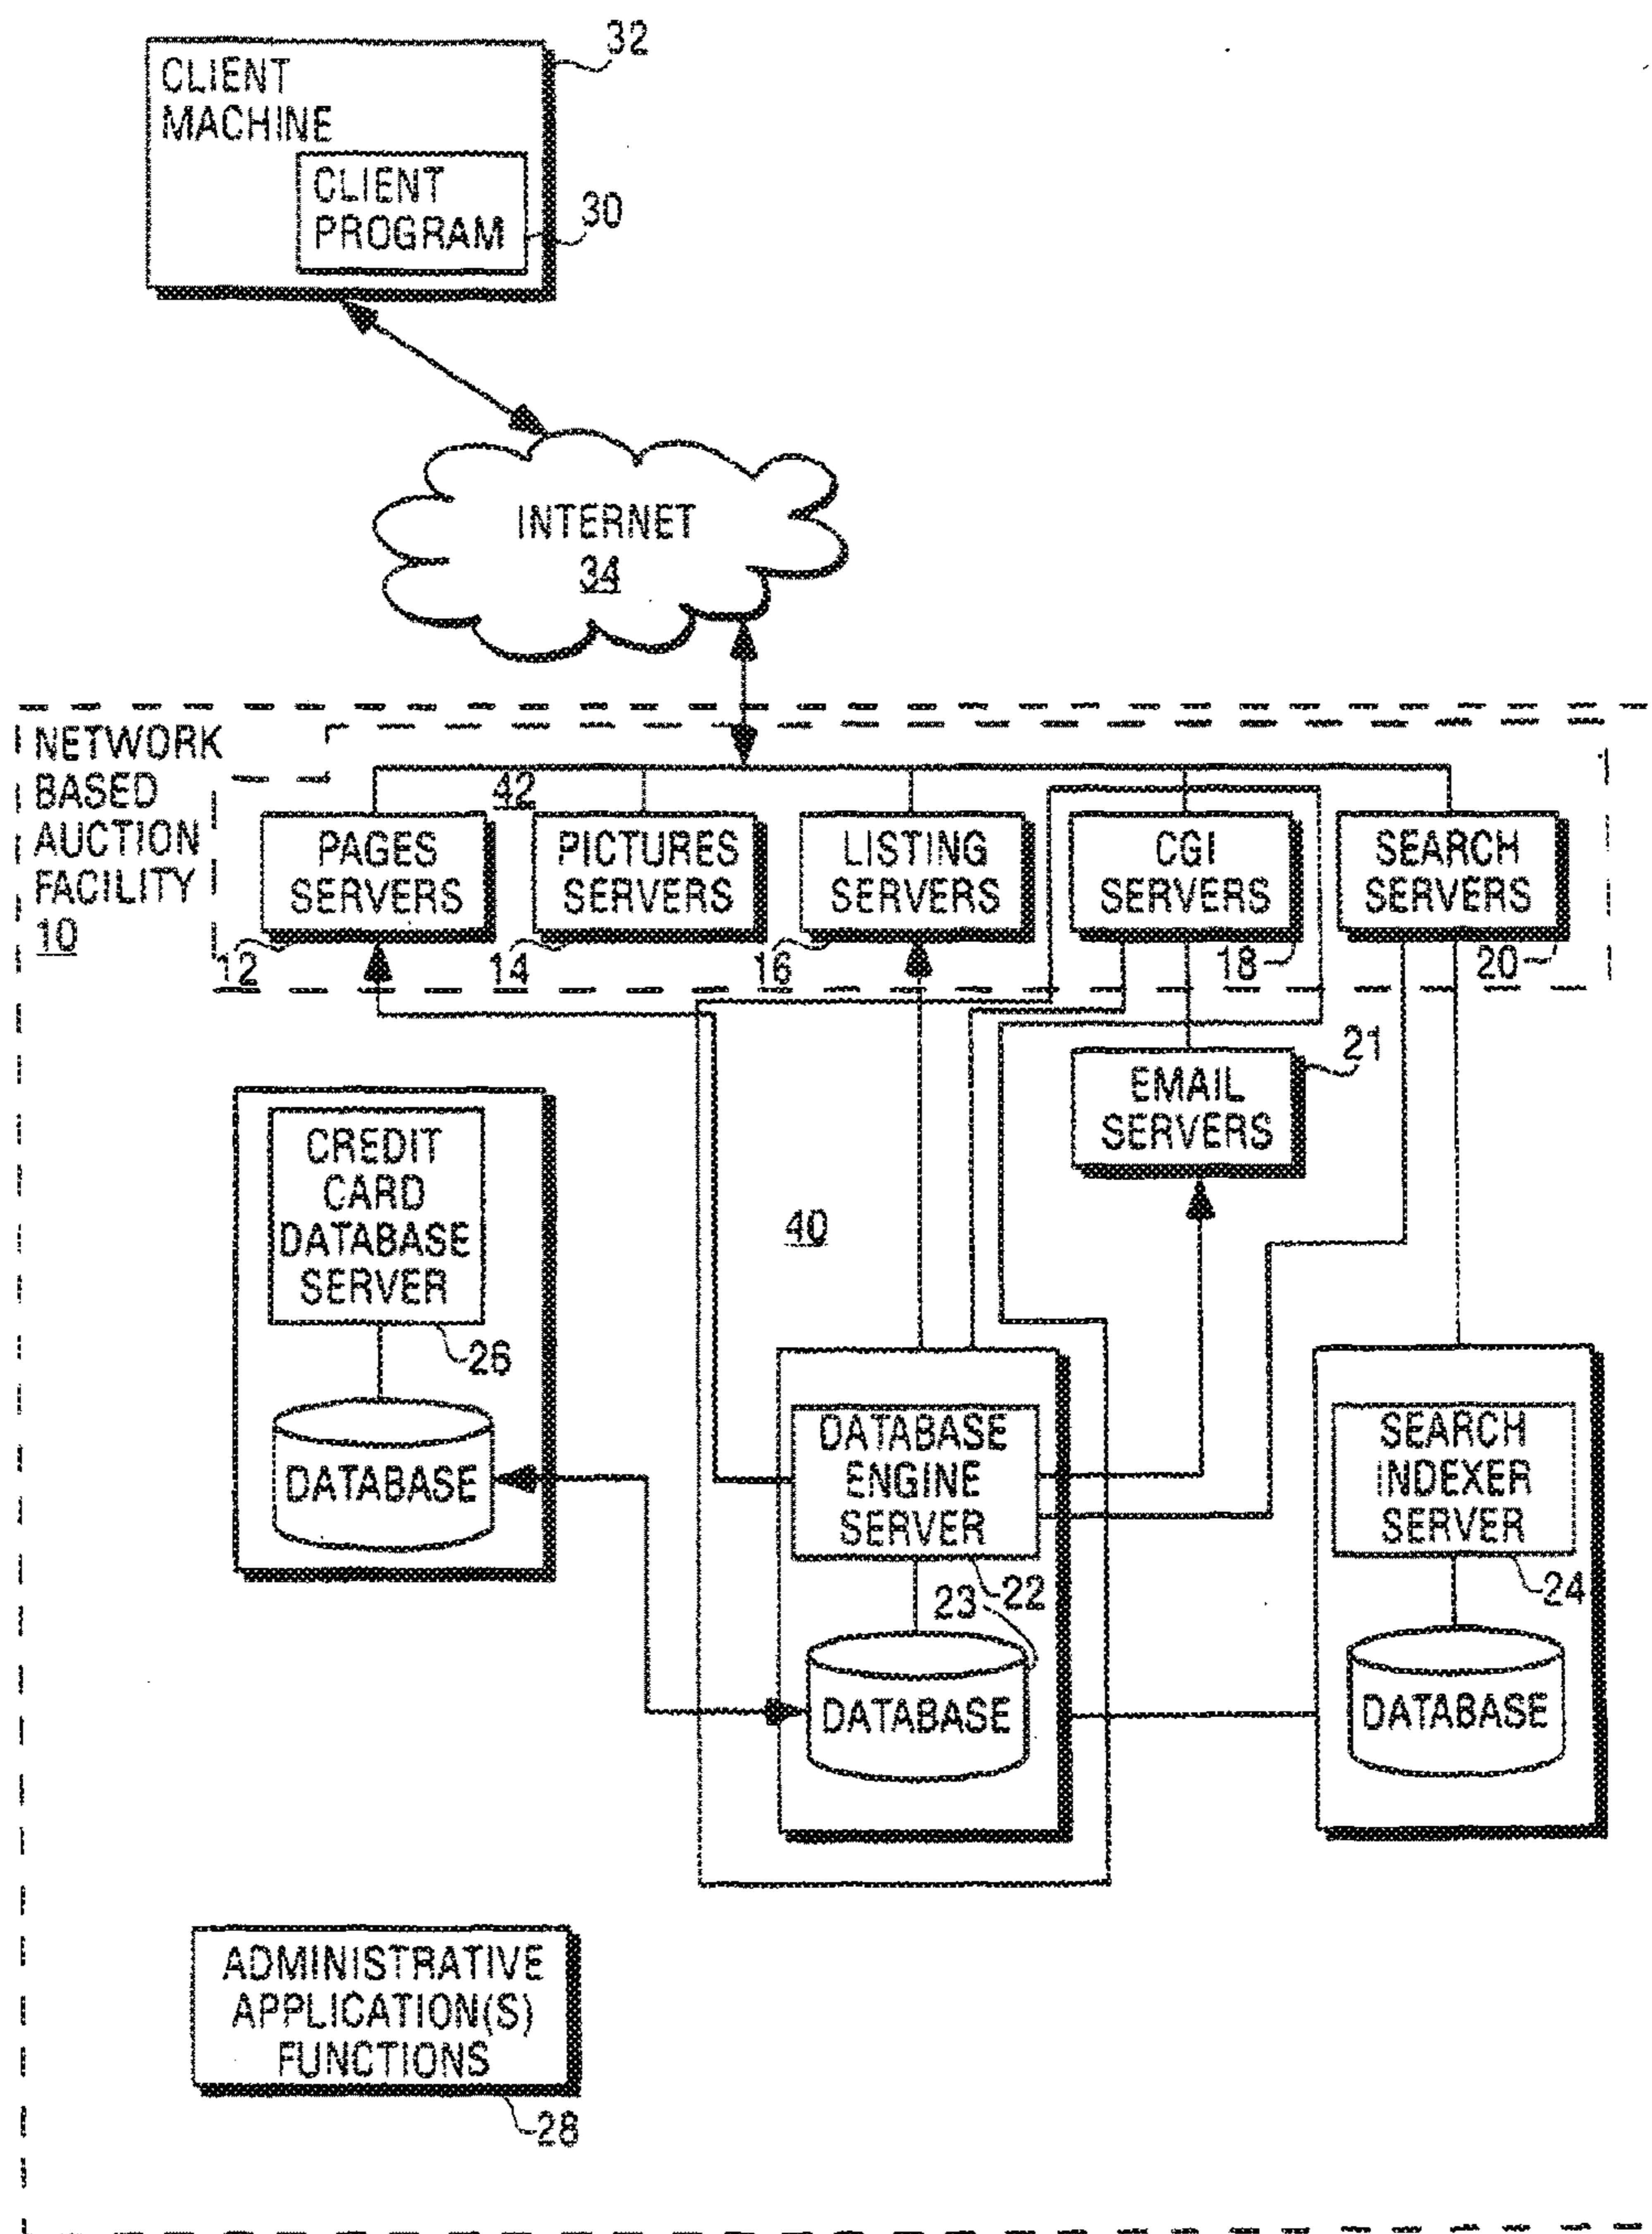 32
CLIENT
MACHINE
CLIENT
PROGRAM
30
INTERNET
34
NETWORK
BASED
AUCTION
FACILITY
10
42
PAGES
SERVERS
12
PICTURES
SERVERS
14
LISTING
SERVERS
16
CGI
SERVERS
18
SEARCH
SERVERS
20
21
EMAIL
SERVERS
CREDIT
CARD
DATABASE
SERVER
26
DATABASE
40
DATABASE
ENGINE
SERVER
22
23
DATABASE
SEARCH
INDEXER
SERVER
24
DATABASE
ADMINISTRATIVE
APPLICATION(S)
FUNCTIONS
28